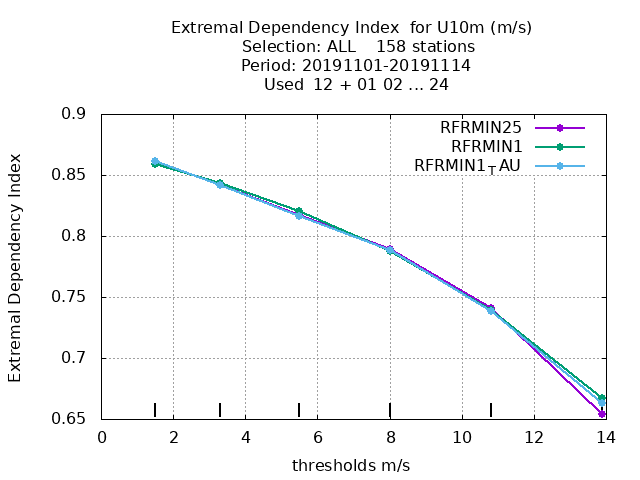 Extremal Dependency Index  for U10m (m/s)
Selection: ALL    158 stations
Period: 20191101-20191114
Used  12 + 01 02 ... 24
RFRMIN25
RFRMIN1
RFRMIN1TAU
Extremal Dependency Index
0.9
0.85
0.8
0.75
0.7
0.65
0 2 4 6 8 10 12 14
thresholds m/s